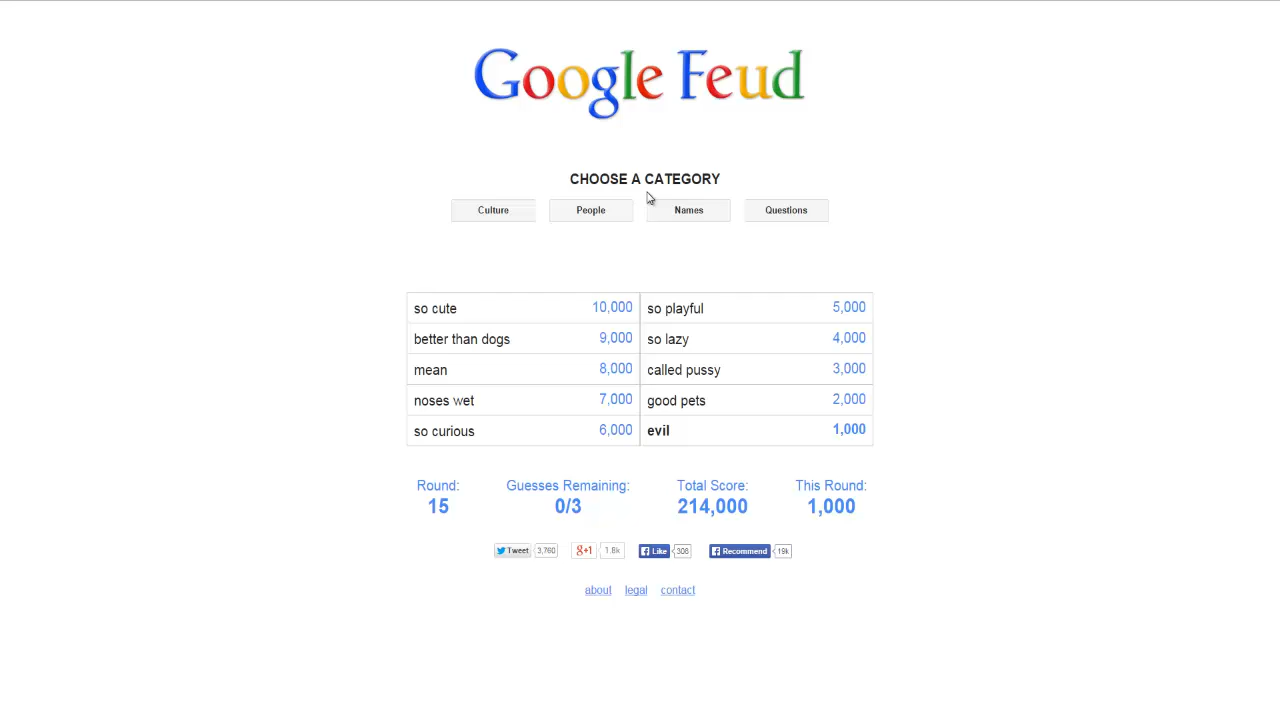 Google Feud
CHOOSE A CATEGORY
Culture People Names Questions
so cute 10,000 so playful 5,000
better than dogs 9,000 so lazy 4,000
mean 8,000 called pussy 3,000
noses wet 7,000 good pets 2,000
so curious 6,000 evil 1,000
Round: Guesses Remaining: Total Score: This Round:
15 0/3 214,000 1,000
Tweet 3,760 g+1 1.8k Like 306 Recommend 19k
about legal contact